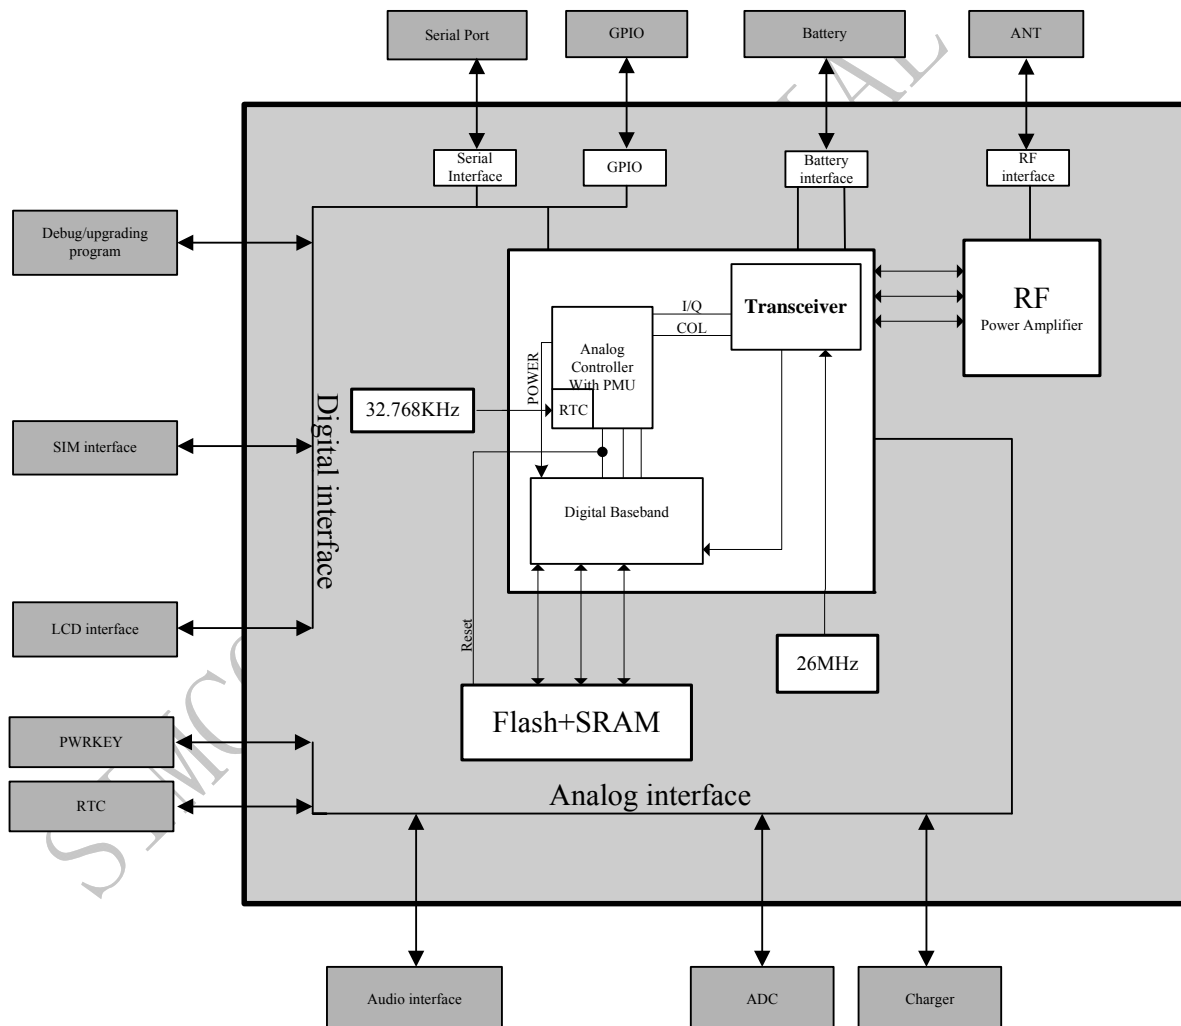 Serial Port
GPIO
Battery
ANT
Serial
Interface
GPIO
Battery
interface
RF
interface
Debug/upgrading
program
SIM interface
LCD interface
PWRKEY
RTC
Digital interface
32.768KHz
Analog
Controller
With PMU
RTC
POWER
I/Q
COL
Transceiver
RF
Power Amplifier
Digital Baseband
Reset
26MHz
Flash+SRAM
Analog interface
Audio interface
ADC
Charger